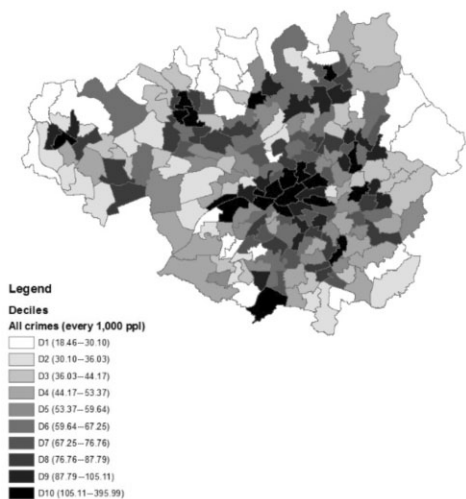 Legend
Deciles
All crimes (every 1,000 ppl)
D1 (18.46–30.10)
D2 (30.10–36.03)
D3 (36.03–44.17)
D4 (44.17–53.37)
D5 (53.37–59.64)
D6 (59.64–67.25)
D7 (67.25–76.76)
D8 (76.76–87.79)
D9 (87.79–105.11)
D10 (105.11–395.99)